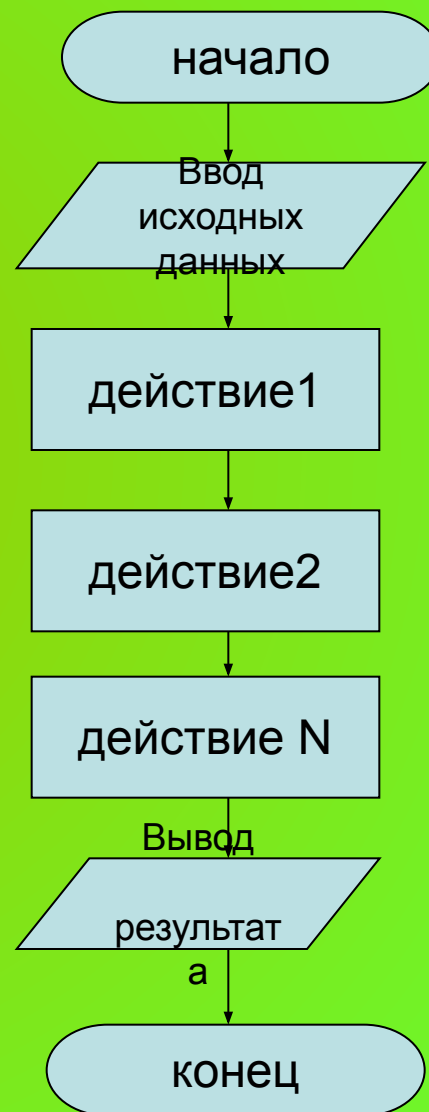 начало
Ввод
исходных
данных
действие1
действие2
действие N
Вывод
результат
а
конец